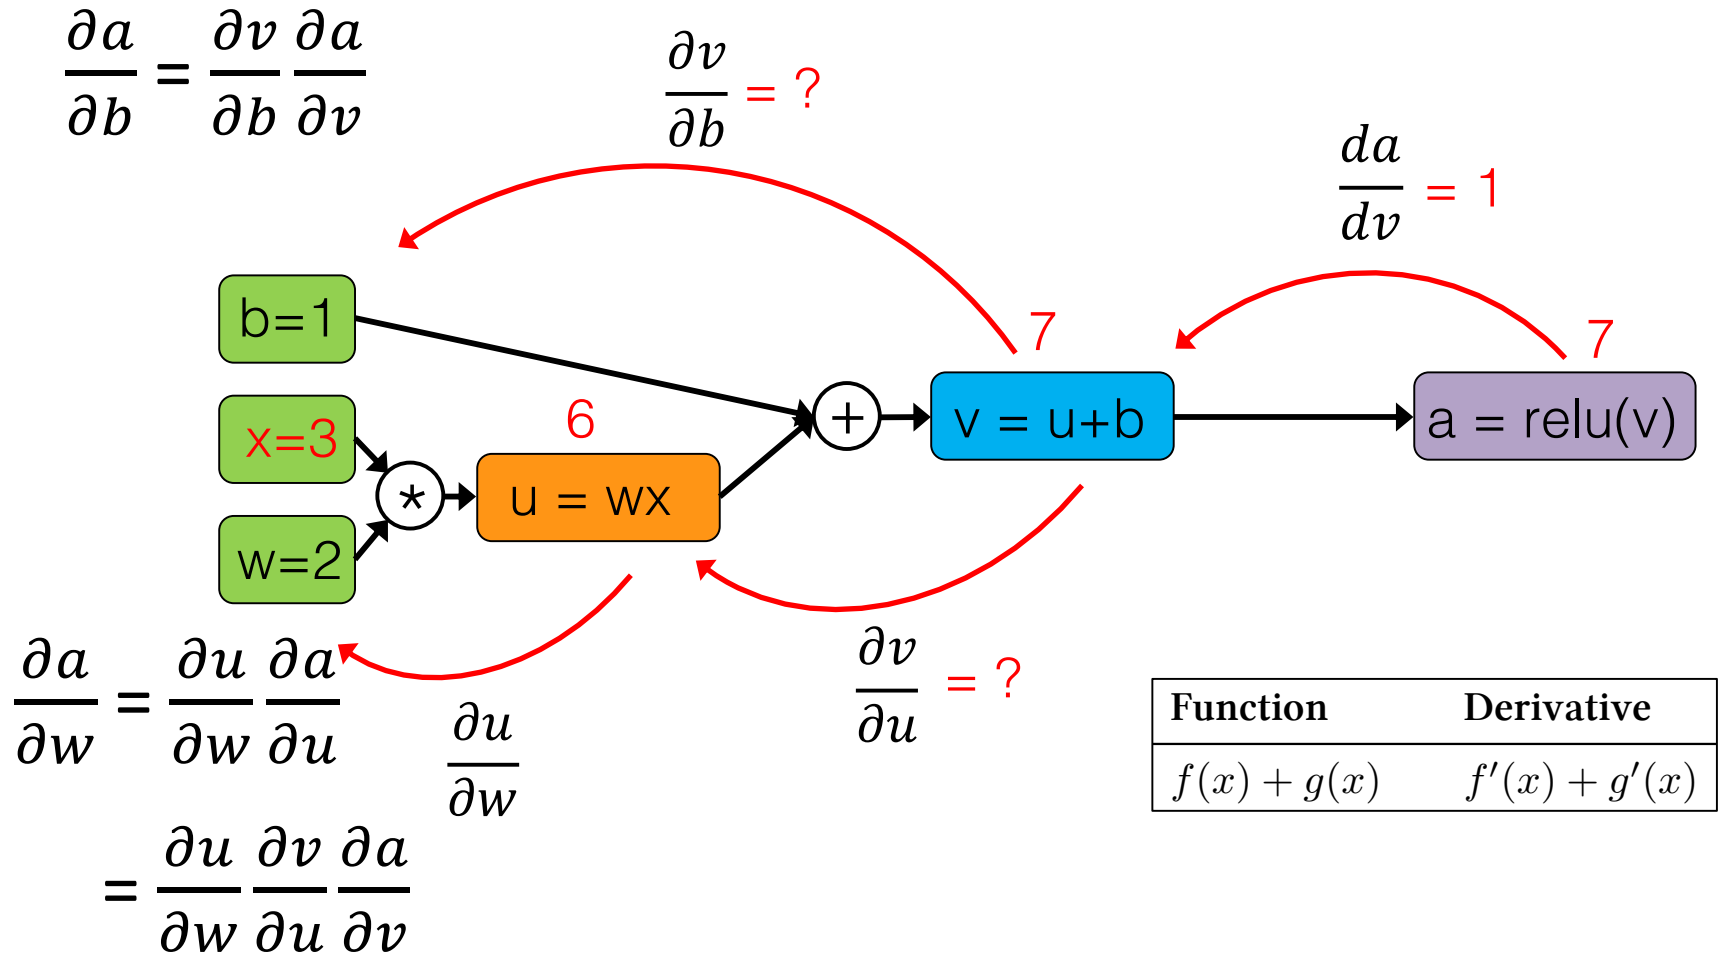 ∂a/∂b = ∂v/∂b ∂a/∂v
∂v/∂b = ?
da/dv = 1
b=1
7
7
x=3
6
+
v = u+b
a = relu(v)
*
u = wx
w=2
∂a/∂w = ∂u/∂w ∂a/∂u
∂u/∂w
∂v/∂u = ?
Function Derivative
f(x) + g(x) f′(x) + g′(x)
= ∂u/∂w ∂v/∂u ∂a/∂v